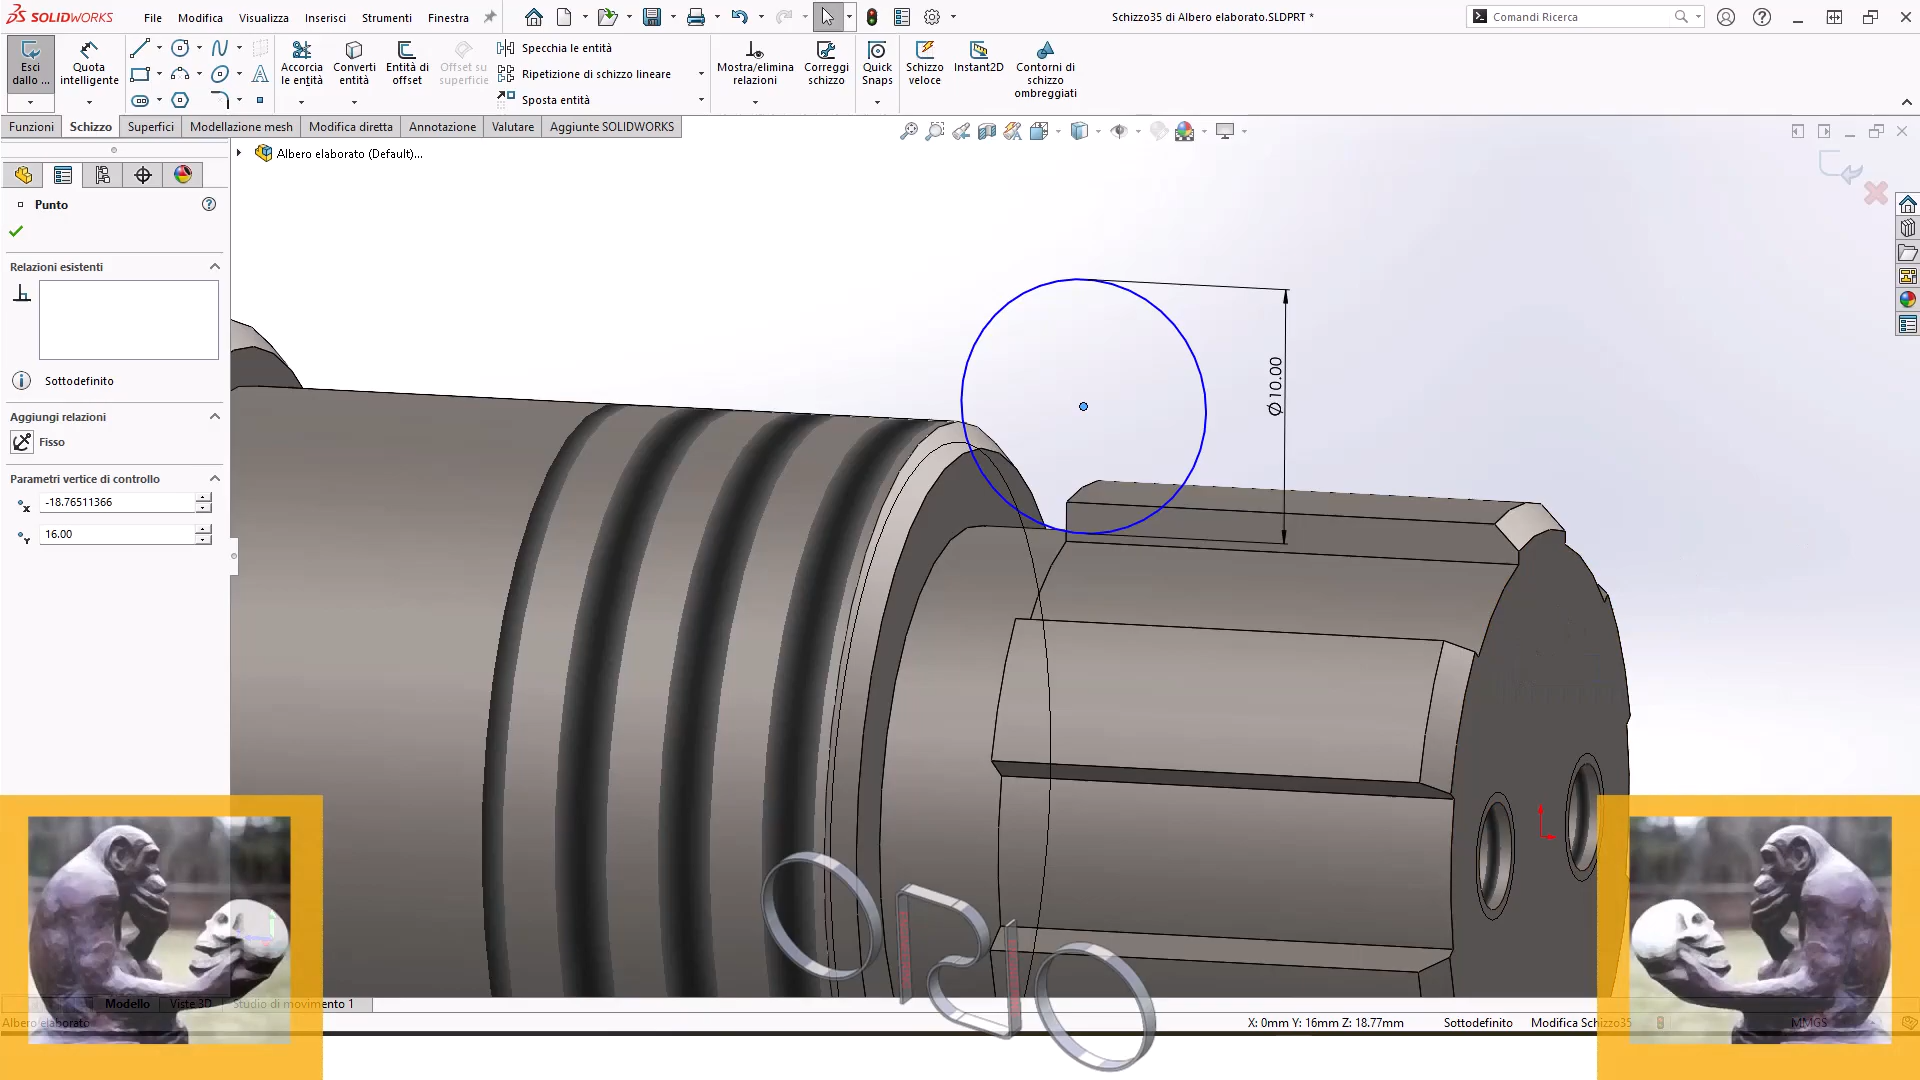 SOLIDWORKS File Modifica Visualizza Inserisci Strumenti Finestra Schizzo35 di Albero elaborato.SLDPRT * Comandi Ricerca
Esci dallo ...
Quota intelligente
Accorcia le entità
Converti entità
Entità di offset
Offset su superficie
Specchia le entità
Ripetizione di schizzo lineare
Sposta entità
Mostra/elimina relazioni
Correggi schizzo
Quick Snaps
Schizzo veloce
Instant2D
Contorni di schizzo ombreggiati
Funzioni Schizzo Superfici Modellazione mesh Modifica diretta Annotazione Valutare Aggiunte SOLIDWORKS
Albero elaborato (Default)...
Punto
Relazioni esistenti
Sottodefinito
Aggiungi relazioni
Fisso
Parametri vertice di controllo
X -18.76511366
Y 16.00
Ø10.00
ORIO
Modello Viste 3D Studio di movimento 1
Albero elaborato X: 0mm Y: 16mm Z: 18.77mm Sottodefinito Modifica Schizzo35 MMGS